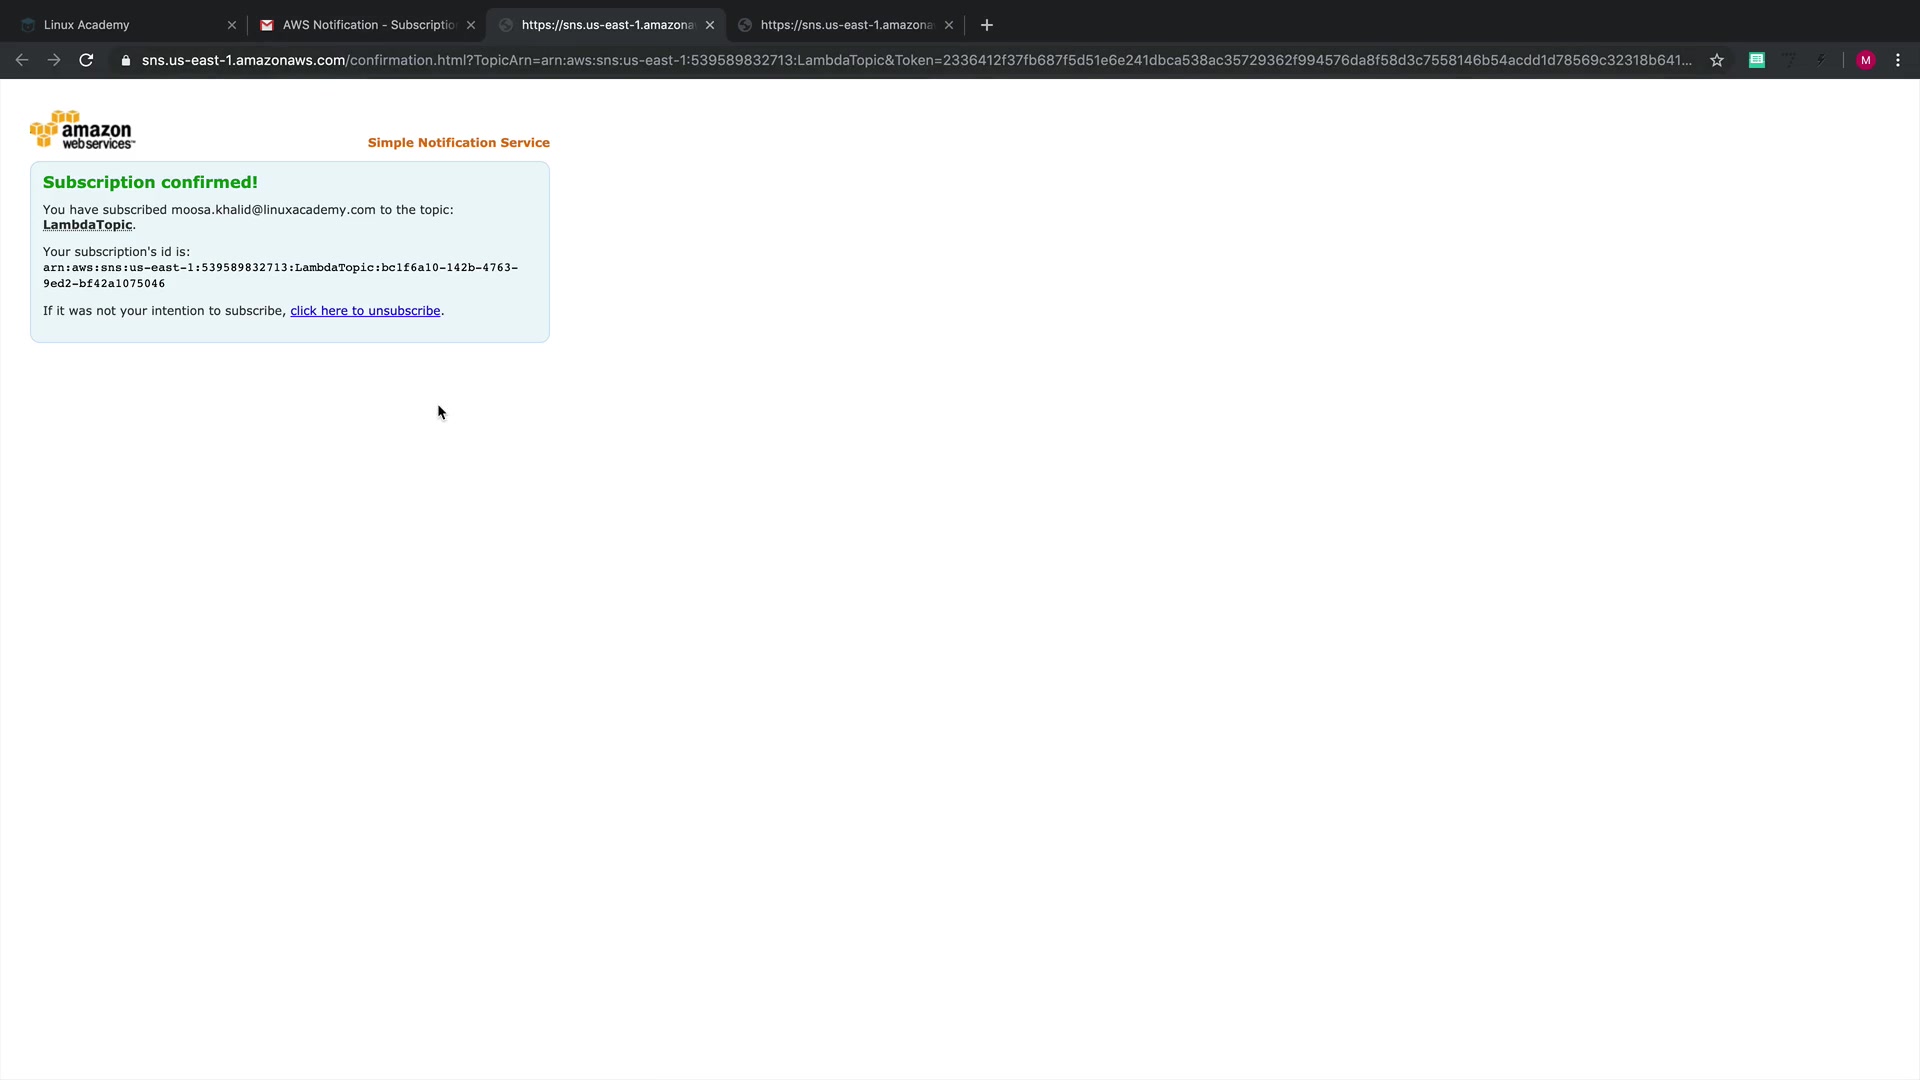 Linux Academy
AWS Notification - Subscriptio
https://sns.us-east-1.amazona
https://sns.us-east-1.amazona
sns.us-east-1.amazonaws.com/confirmation.html?TopicArn=arn:aws:sns:us-east-1:539589832713:LambdaTopic&Token=2336412f37fb687f5d51e6e241dbca538ac35729362f994576da8f58d3c7558146b54acdd1d78569c32318b641...
M
amazon
webservices™
Simple Notification Service
Subscription confirmed!
You have subscribed moosa.khalid@linuxacademy.com to the topic:
LambdaTopic.
Your subscription's id is:
arn:aws:sns:us-east-1:539589832713:LambdaTopic:bc1f6a10-142b-4763-
9ed2-bf42a1075046
If it was not your intention to subscribe, click here to unsubscribe.